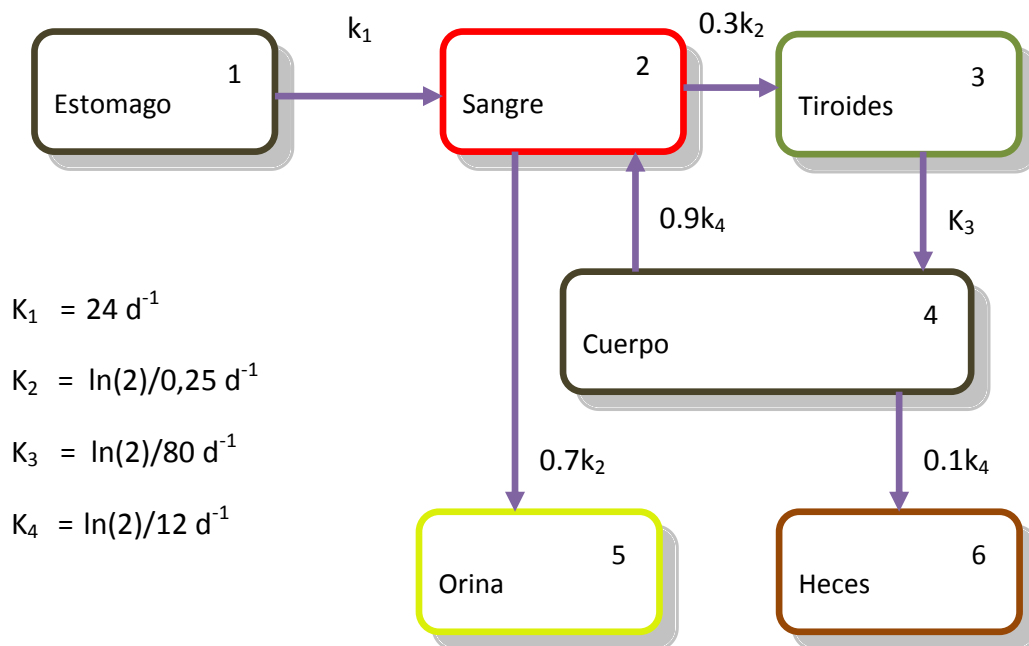 k₁
0.3k₂
1
Estomago
2
Sangre
3
Tiroides
0.9k₄
K₃
K₁ = 24 d⁻¹
K₂ = ln(2)/0,25 d⁻¹
K₃ = ln(2)/80 d⁻¹
K₄ = ln(2)/12 d⁻¹
4
Cuerpo
0.7k₂
0.1k₄
5
Orina
6
Heces